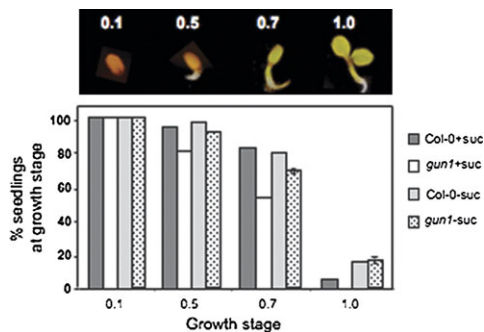 0.1 0.5 0.7 1.0
% seedlings
at growth stage
100
80
60
40
20
0
0.1 0.5 0.7 1.0
Growth stage
Col-0+suc
gun1+suc
Col-0-suc
gun1-suc